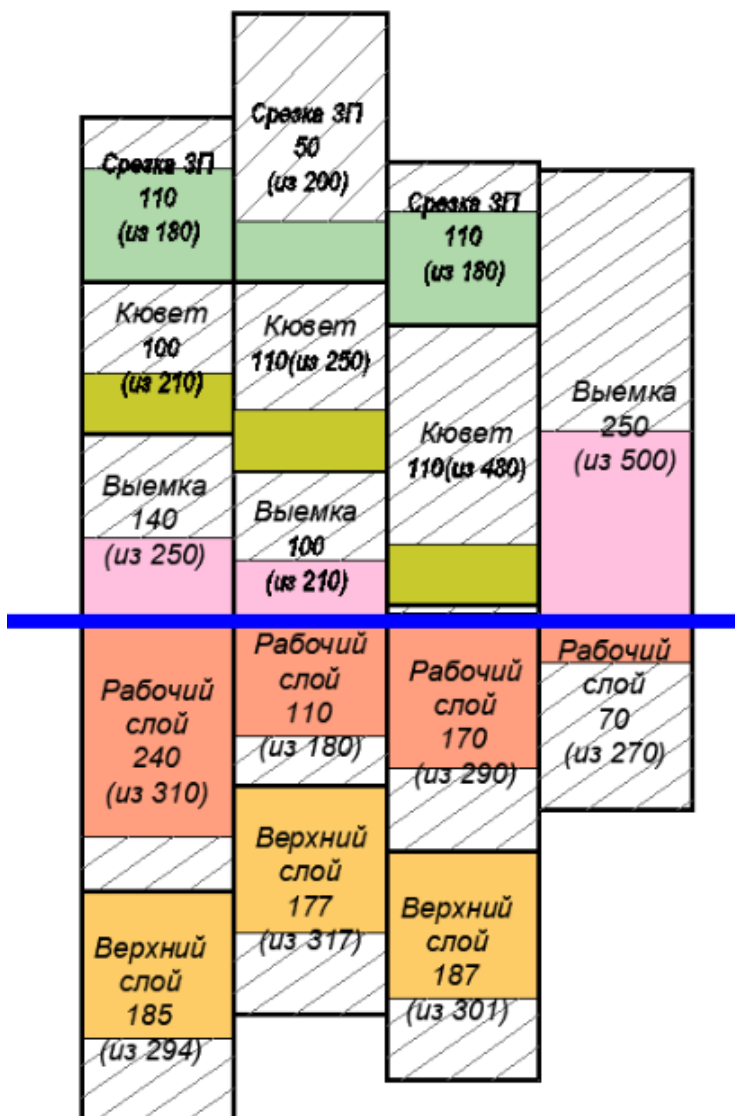 Срезка ЗП
110
(из 180)
Кювет
100
(из 210)
Выемка
140
(из 250)
Рабочий
слой
240
(из 310)
Верхний
слой
185
(из 294)
Срезка ЗП
50
(из 200)
Кювет
110(из 250)
Выемка
100
(из 210)
Рабочий
слой
110
(из 180)
Верхний
слой
177
(из 317)
Срезка ЗП
110
(из 180)
Кювет
110(из 480)
Рабочий
слой
170
(из 290)
Верхний
слой
187
(из 301)
Выемка
250
(из 500)
Рабочий
слой
70
(из 270)